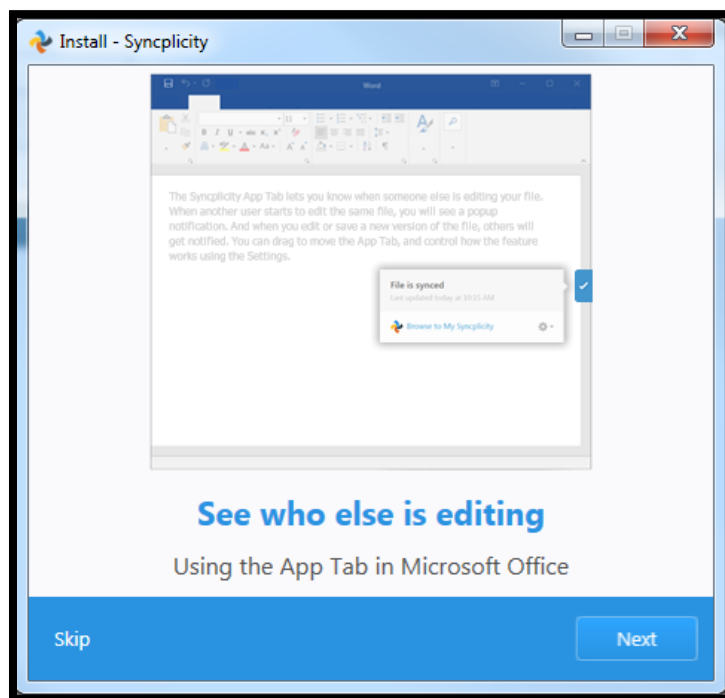 Install - Syncplicity
Word
11
B I U abc X, X'
Aa
The Syncplicity App Tab lets you know when someone else is editing your file.
When another user starts to edit the same file, you will see a popup
notification. And when you edit or save a new version of the file, others will
get notified. You can drag to move the App Tab, and control how the feature
works using the Settings.
File is synced
Last updated today at 10:15 AM
Browse to My Syncplicity
See who else is editing
Using the App Tab in Microsoft Office
Skip
Next